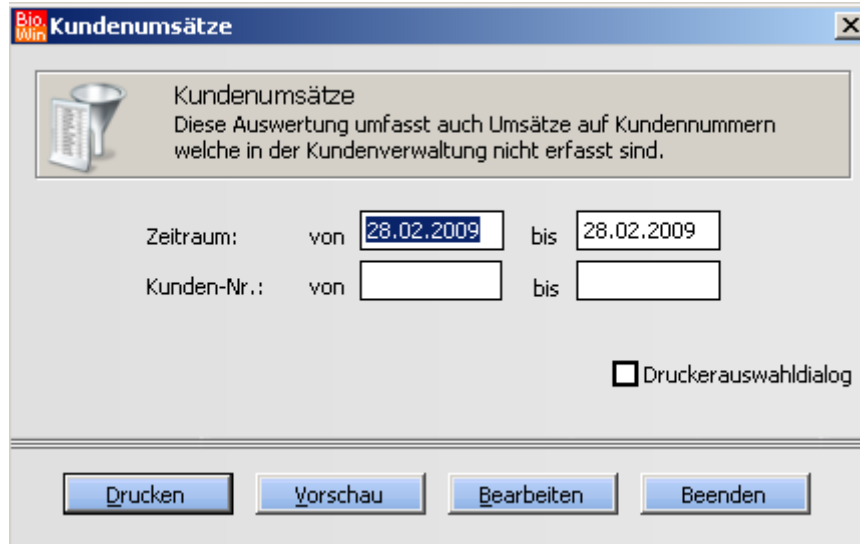 Bio.
Win
Kundenumsätze
Kundenumsätze
Diese Auswertung umfasst auch Umsätze auf Kundennummern
welche in der Kundenverwaltung nicht erfasst sind.
Zeitraum: von 28.02.2009 bis 28.02.2009
Kunden-Nr.: von bis
Druckerauswahldialog
Drucken Vorschau Bearbeiten Beenden